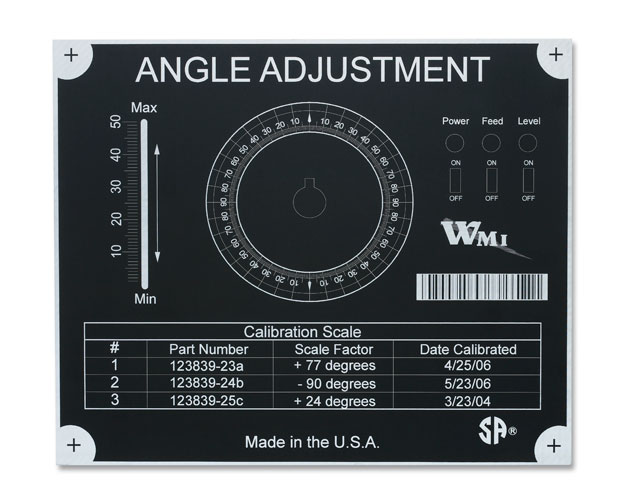 ANGLE ADJUSTMENT
Max
50
40
30
20
10
Min
Power Feed Level
ON ON ON
OFF OFF OFF
WMI
Calibration Scale
# Part Number Scale Factor Date Calibrated
1 123839-23a + 77 degrees 4/25/06
2 123839-24b - 90 degrees 5/23/06
3 123839-25c + 24 degrees 3/23/04
Made in the U.S.A.
SA®